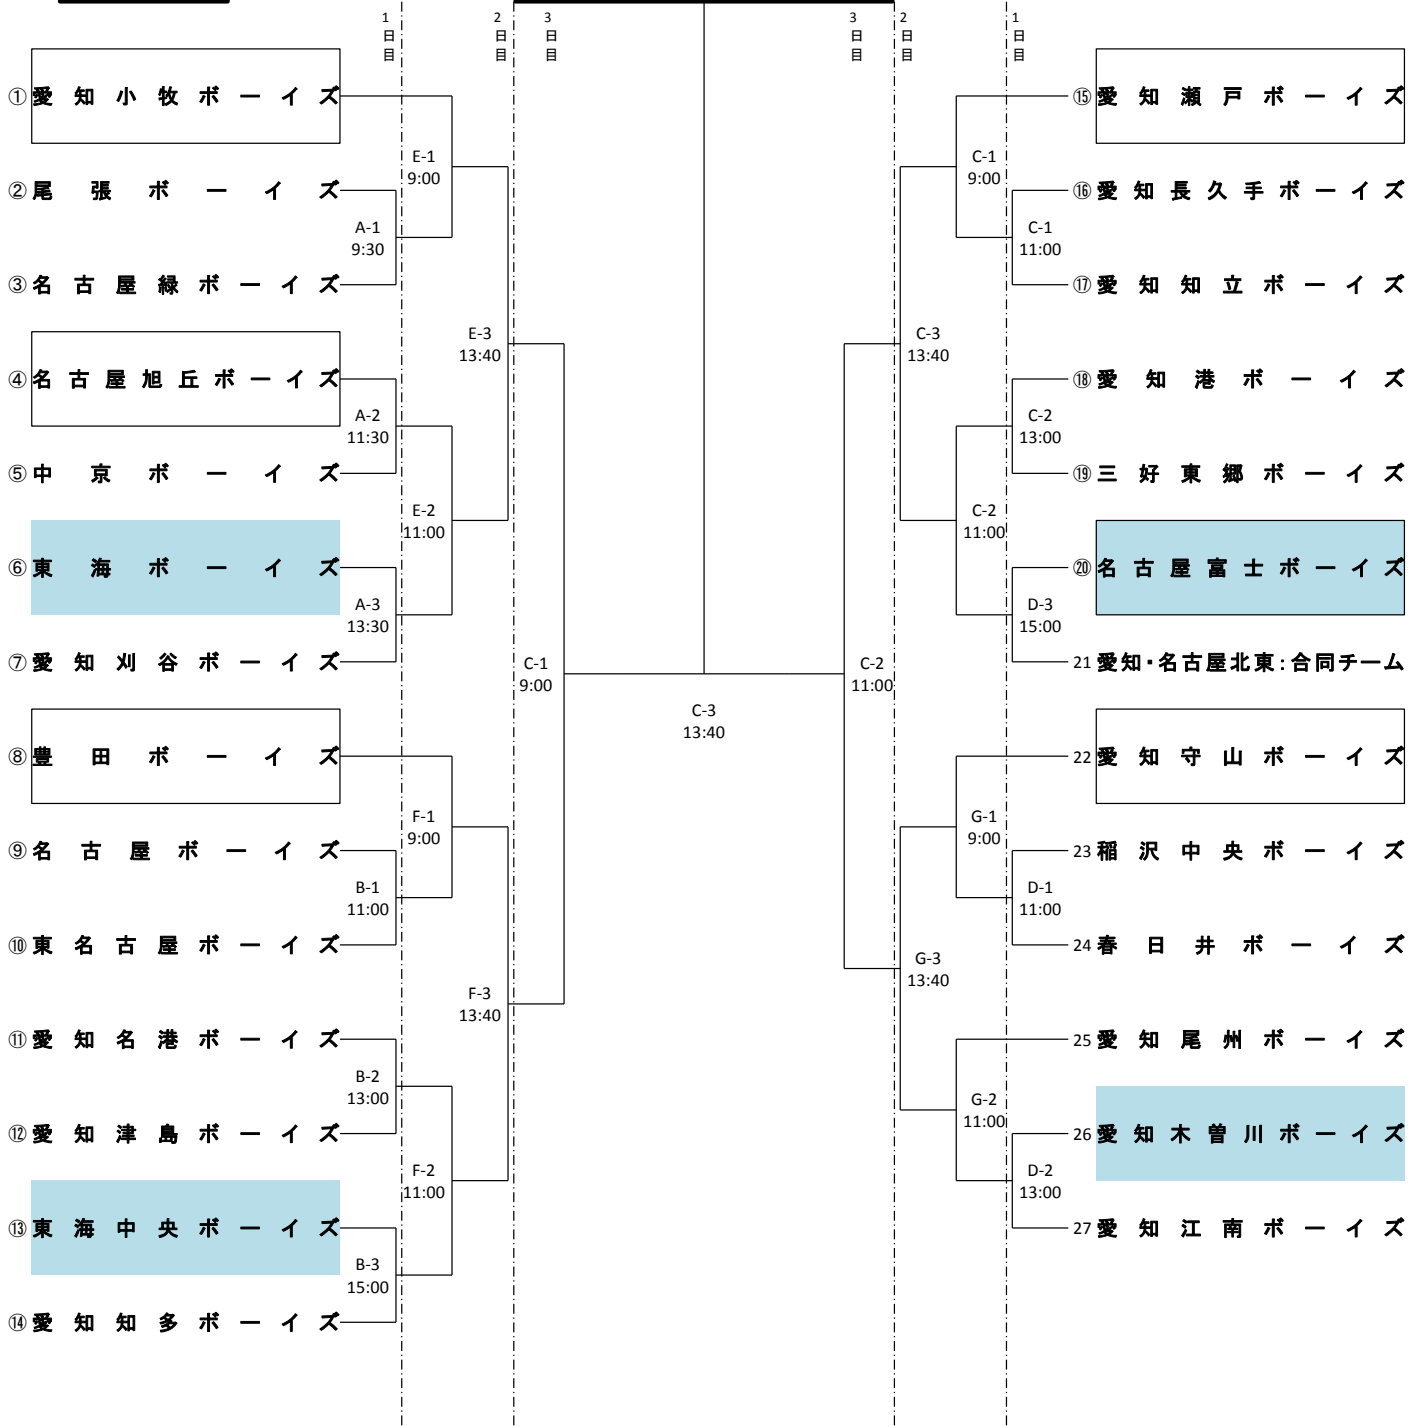 1日目
2日目
3日目
3日目
2日目
1日目
①愛知小牧ボーイズ
②尾張ボーイズ
③名古屋緑ボーイズ
④名古屋旭丘ボーイズ
⑤中京ボーイズ
⑥東海ボーイズ
⑦愛知刈谷ボーイズ
⑧豊田ボーイズ
⑨名古屋ボーイズ
⑩東名古屋ボーイズ
⑪愛知名港ボーイズ
⑫愛知津島ボーイズ
⑬東海中央ボーイズ
⑭愛知知多ボーイズ
A-1
9:30
A-2
11:30
A-3
13:30
B-1
11:00
B-2
13:00
B-3
15:00
E-1
9:00
E-2
11:00
F-1
9:00
F-2
11:00
E-3
13:40
F-3
13:40
C-1
9:00
C-3
13:40
C-2
11:00
C-3
13:40
G-3
13:40
C-1
9:00
C-2
11:00
G-1
9:00
G-2
11:00
C-1
11:00
C-2
13:00
D-3
15:00
D-1
11:00
D-2
13:00
⑮愛知瀬戸ボーイズ
⑯愛知長久手ボーイズ
⑰愛知知立ボーイズ
⑱愛知港ボーイズ
⑲三好東郷ボーイズ
⑳名古屋富士ボーイズ
21愛知・名古屋北東:合同チーム
22愛知守山ボーイズ
23稲沢中央ボーイズ
24春日井ボーイズ
25愛知尾州ボーイズ
26愛知木曽川ボーイズ
27愛知江南ボーイズ